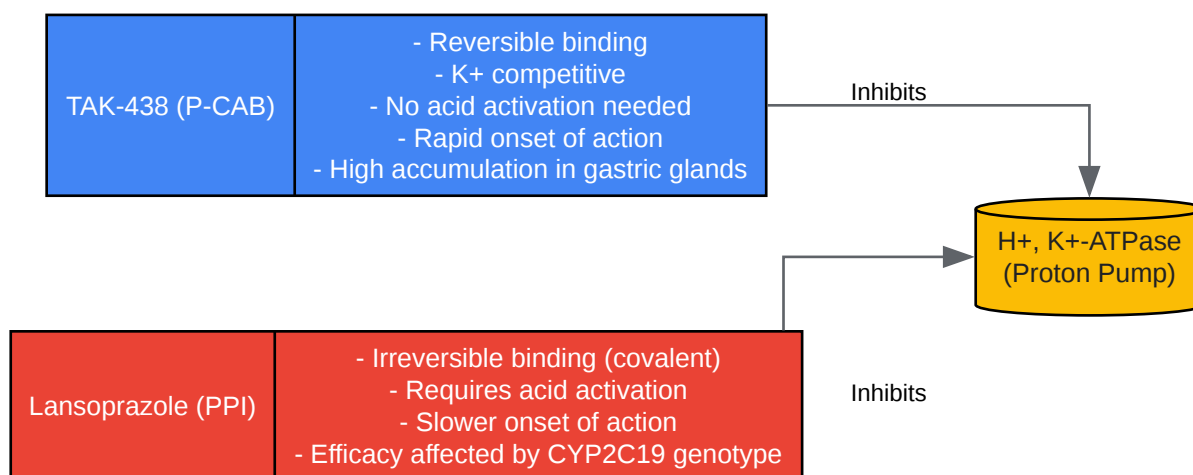 TAK-438 (P-CAB)
- Reversible binding
- K+ competitive
- No acid activation needed
- Rapid onset of action
- High accumulation in gastric glands
Inhibits
H+, K+-ATPase
(Proton Pump)
Lansoprazole (PPI)
- Irreversible binding (covalent)
- Requires acid activation
- Slower onset of action
- Efficacy affected by CYP2C19 genotype
Inhibits